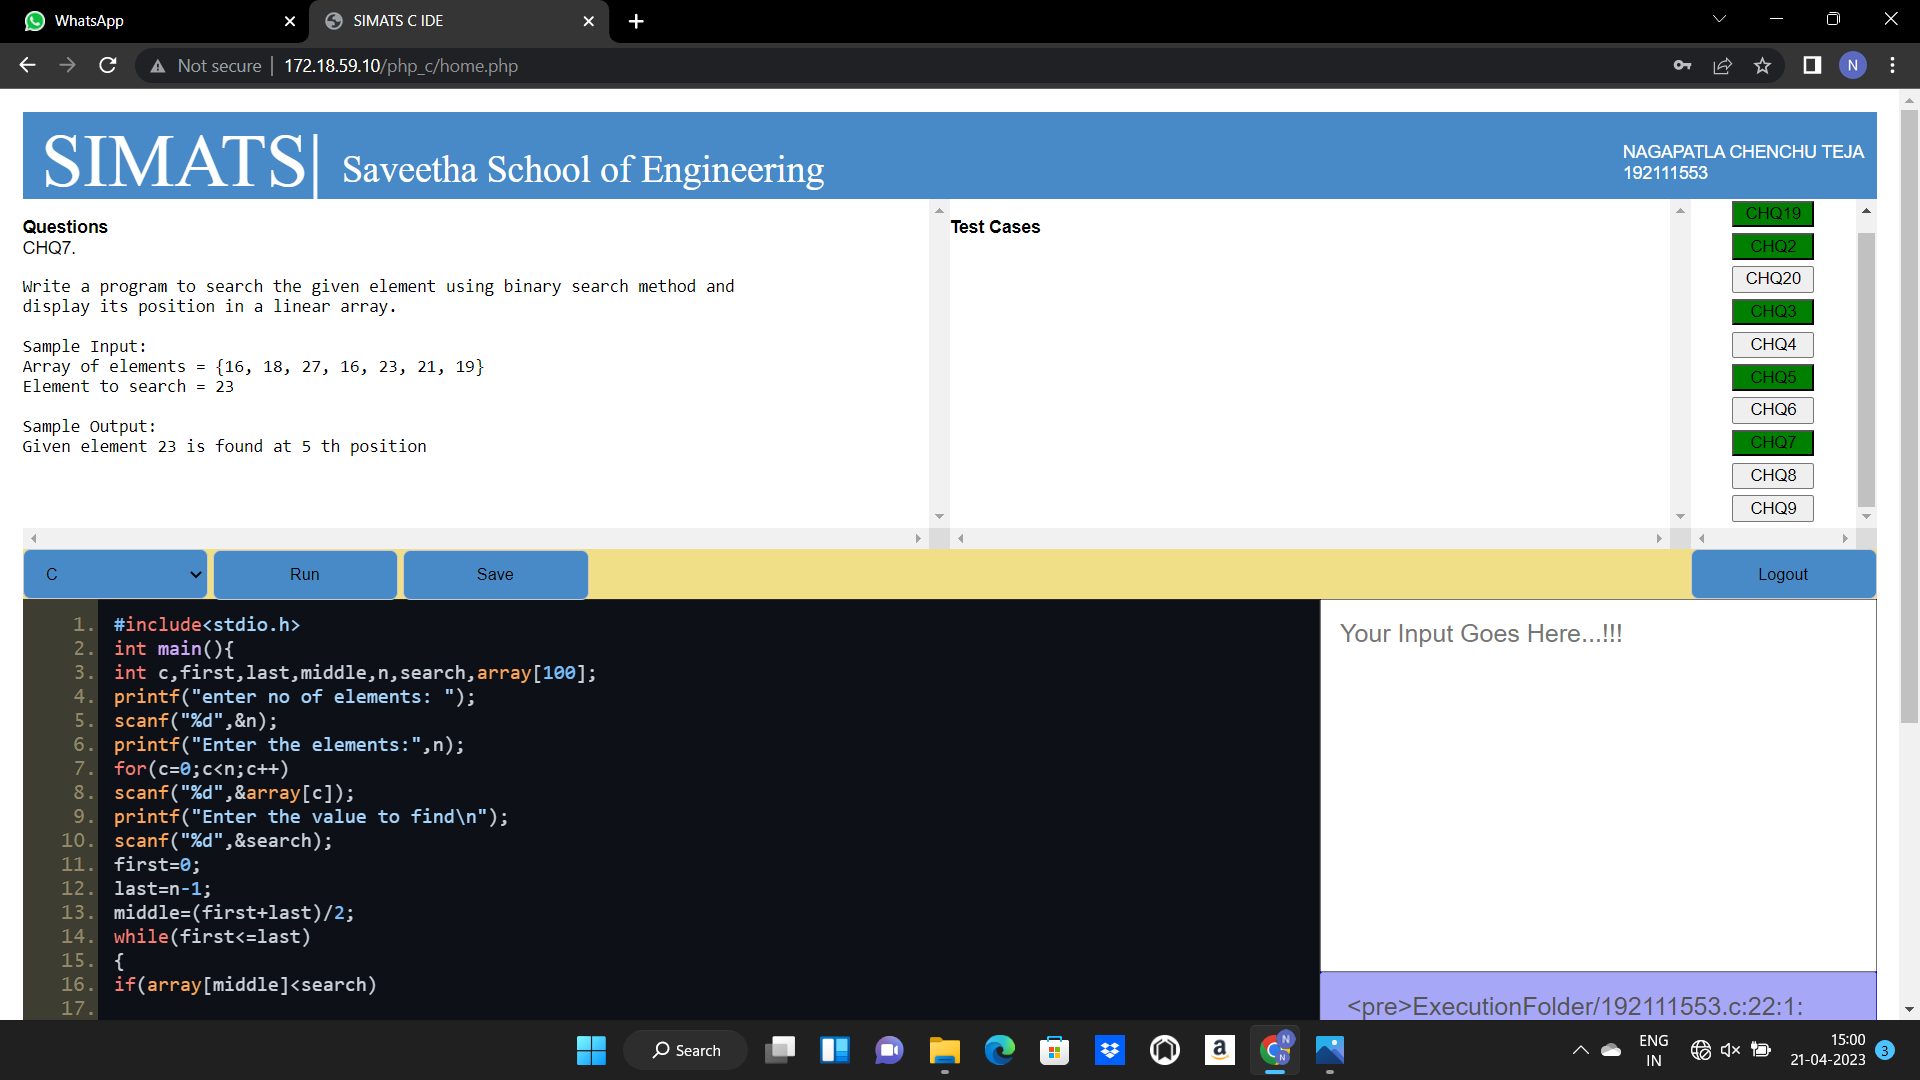 WhatsApp
SIMATS C IDE
Not secure
172.18.59.10/php_c/home.php
N
SIMATS|
Saveetha School of Engineering
NAGAPATLA CHENCHU TEJA
192111553
Questions
CHQ7.
Write a program to search the given element using binary search method and
display its position in a linear array.
Sample Input:
Array of elements = {16, 18, 27, 16, 23, 21, 19}
Element to search = 23
Sample Output:
Given element 23 is found at 5 th position
Test Cases
CHQ19
CHQ2
CHQ20
CHQ3
CHQ4
CHQ5
CHQ6
CHQ7
CHQ8
CHQ9
C
Run
Save
Logout
1. #include<stdio.h>
2. int main(){
3. int c,first,last,middle,n,search,array[100];
4. printf("enter no of elements: ");
5. scanf("%d",&n);
6. printf("Enter the elements:",n);
7. for(c=0;c<n;c++)
8. scanf("%d",&array[c]);
9. printf("Enter the value to find\n");
10. scanf("%d",&search);
11. first=0;
12. last=n-1;
13. middle=(first+last)/2;
14. while(first<=last)
15. {
16. if(array[middle]<search)
17.
Your Input Goes Here...!!!
<pre>ExecutionFolder/192111553.c:22:1:
Search
a
N
N
ENG
IN
15:00
21-04-2023
3